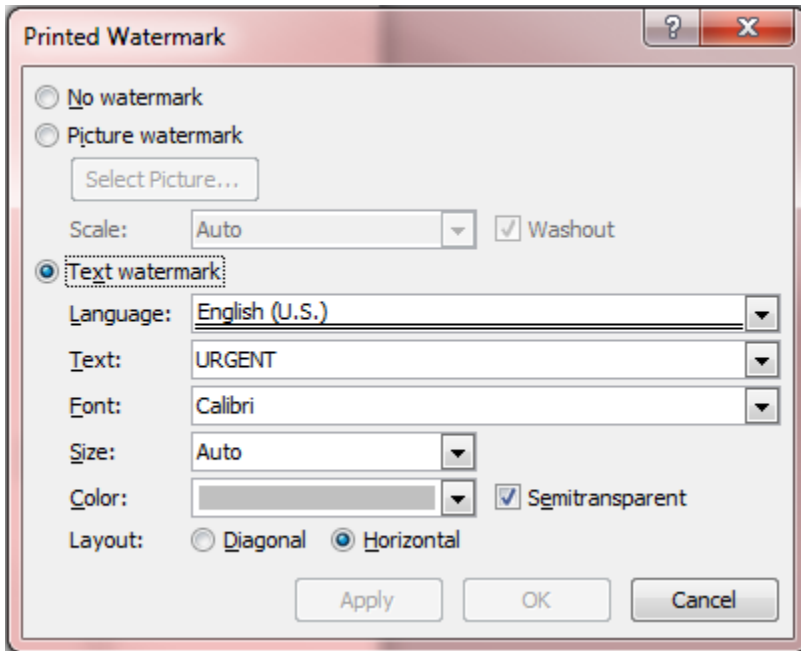 Printed Watermark
No watermark
Picture watermark
Select Picture...
Scale: Auto Washout
Text watermark
Language: English (U.S.)
Text: URGENT
Font: Calibri
Size: Auto
Color: Semitransparent
Layout: Diagonal Horizontal
Apply OK Cancel